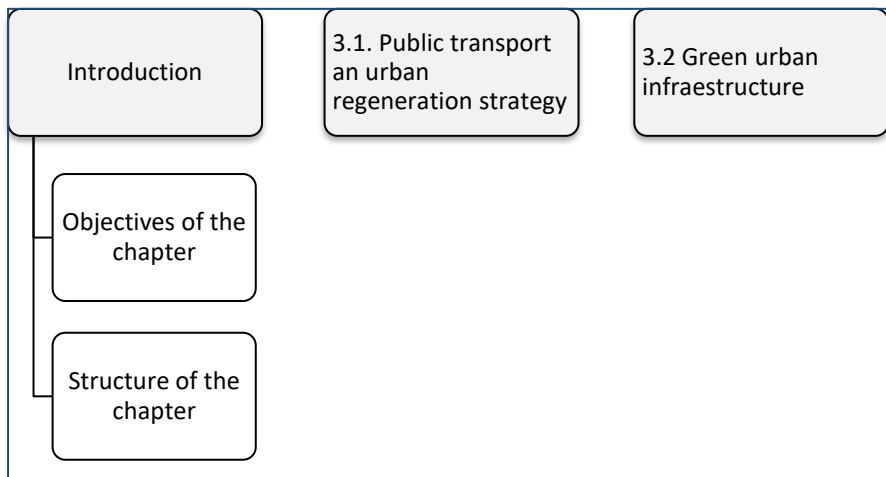 Introduction
3.1. Public transport
an urban
regeneration strategy
3.2 Green urban
infraestructure
Objectives of the
chapter
Structure of the
chapter